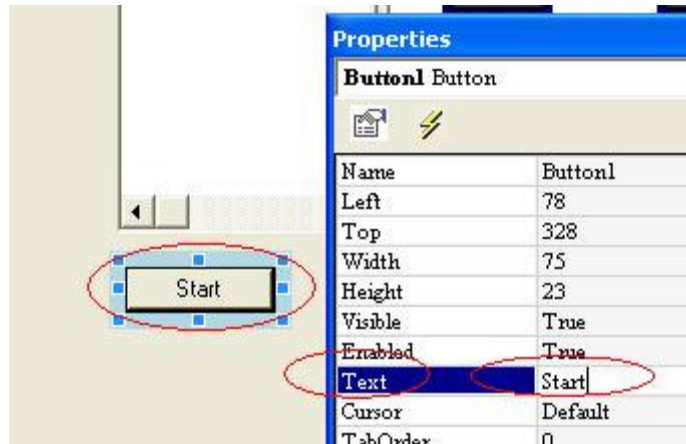 Properties
Button1 Button
Name Button1
Left 78
Top 328
Width 75
Start
Height 23
Visible True
Enabled True
Text Start
Cursor Default
TabOrder 0